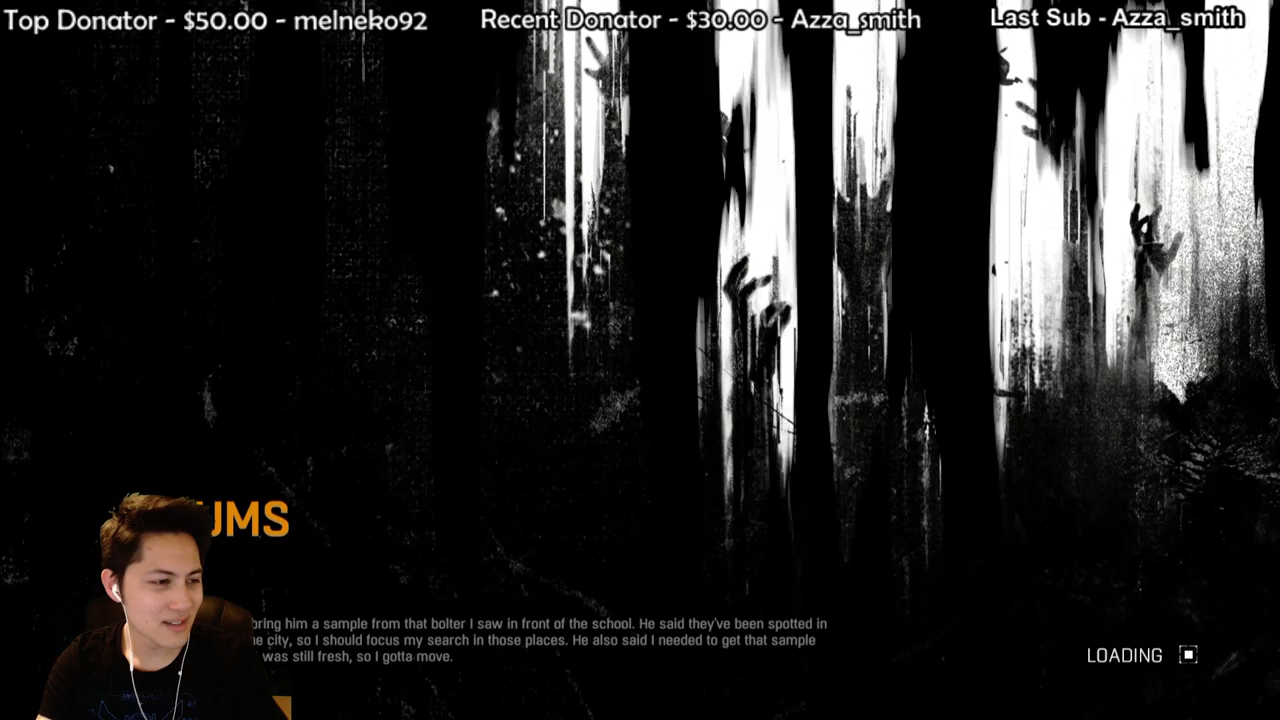 Top Donator - $50.00 - melneko92
Recent Donator - $30.00 - Azza_smith
Last Sub - Azza_smith
UMS
bring him a sample from that bolter I saw in front of the school. He said they've been spotted in
city, so I should focus my search in those places. He also said I needed to get that sample
was still fresh, so I gotta move.
LOADING